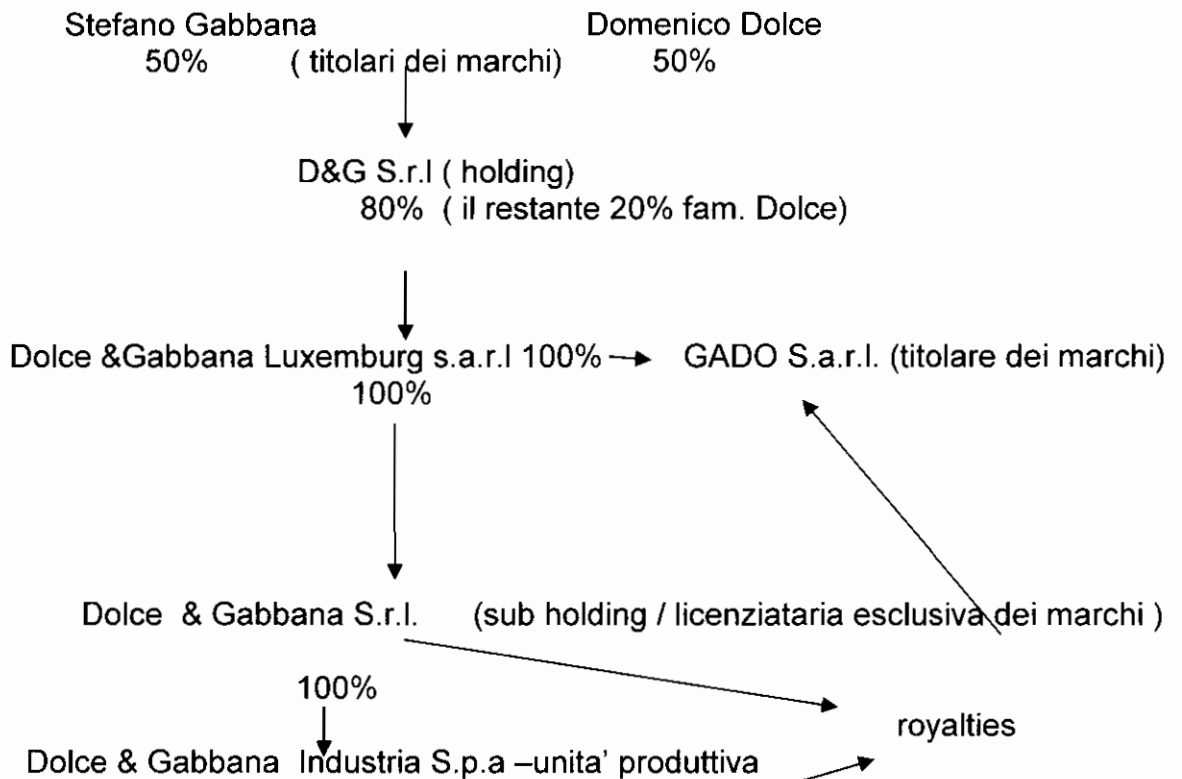 Stefano Gabbana Domenico Dolce
50% ( titolari dei marchi) 50%
D&G S.r.l ( holding)
80% ( il restante 20% fam. Dolce)
Dolce &Gabbana Luxemburg s.a.r.l 100% GADO S.a.r.l. (titolare dei marchi)
100%
Dolce & Gabbana S.r.l. (sub holding / licenziataria esclusiva dei marchi )
100%
royalties
Dolce & Gabbana Industria S.p.a –unita’ produttiva